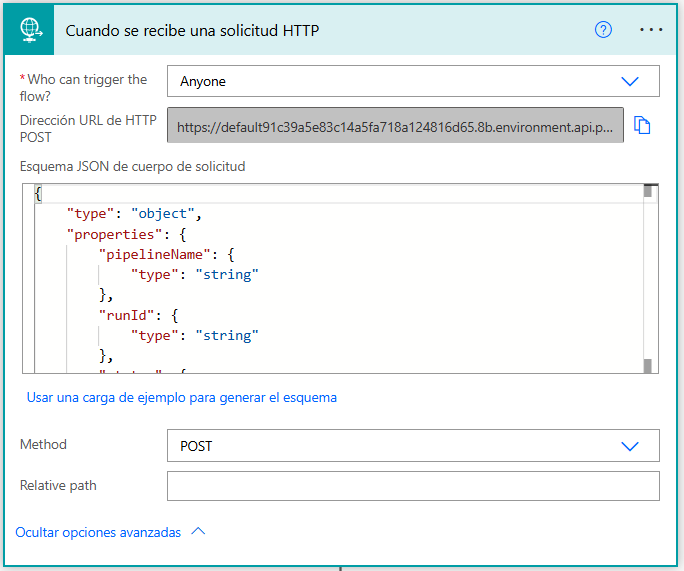 Cuando se recibe una solicitud HTTP
* Who can trigger the
flow?
Anyone
Dirección URL de HTTP
POST
https://default91c39a5e83c14a5fa718a124816d65.8b.environment.api.p...
Esquema JSON de cuerpo de solicitud
{
"type": "object",
"properties": {
"pipelineName": {
"type": "string"
},
"runId": {
"type": "string"
},
Usar una carga de ejemplo para generar el esquema
Method
POST
Relative path
Ocultar opciones avanzadas